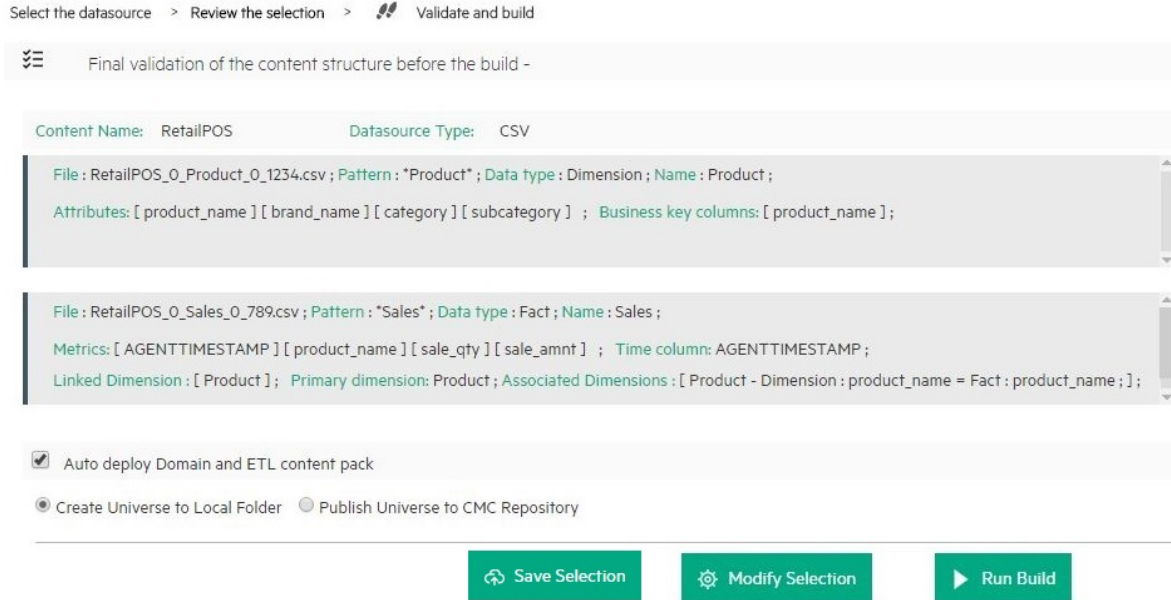 Select the datasource > Review the selection > Validate and build
Final validation of the content structure before the build -
Content Name: RetailPOS Datasource Type: CSV
File : RetailPOS_0_Product_0_1234.csv ; Pattern : *Product* ; Data type : Dimension ; Name : Product ;
Attributes: [ product_name ] [ brand_name ] [ category ] [ subcategory ] ; Business key columns: [ product_name ] ;
File : RetailPOS_0_Sales_0_789.csv ; Pattern : *Sales* ; Data type : Fact ; Name : Sales ;
Metrics: [ AGENTTIMESTAMP ] [ product_name ] [ sale_qty ] [ sale_amnt ] ; Time column: AGENTTIMESTAMP ;
Linked Dimension : [ Product ] ; Primary dimension: Product ; Associated Dimensions : [ Product - Dimension : product_name = Fact : product_name ; ] ;
Auto deploy Domain and ETL content pack
Create Universe to Local Folder Publish Universe to CMC Repository
Save Selection Modify Selection Run Build